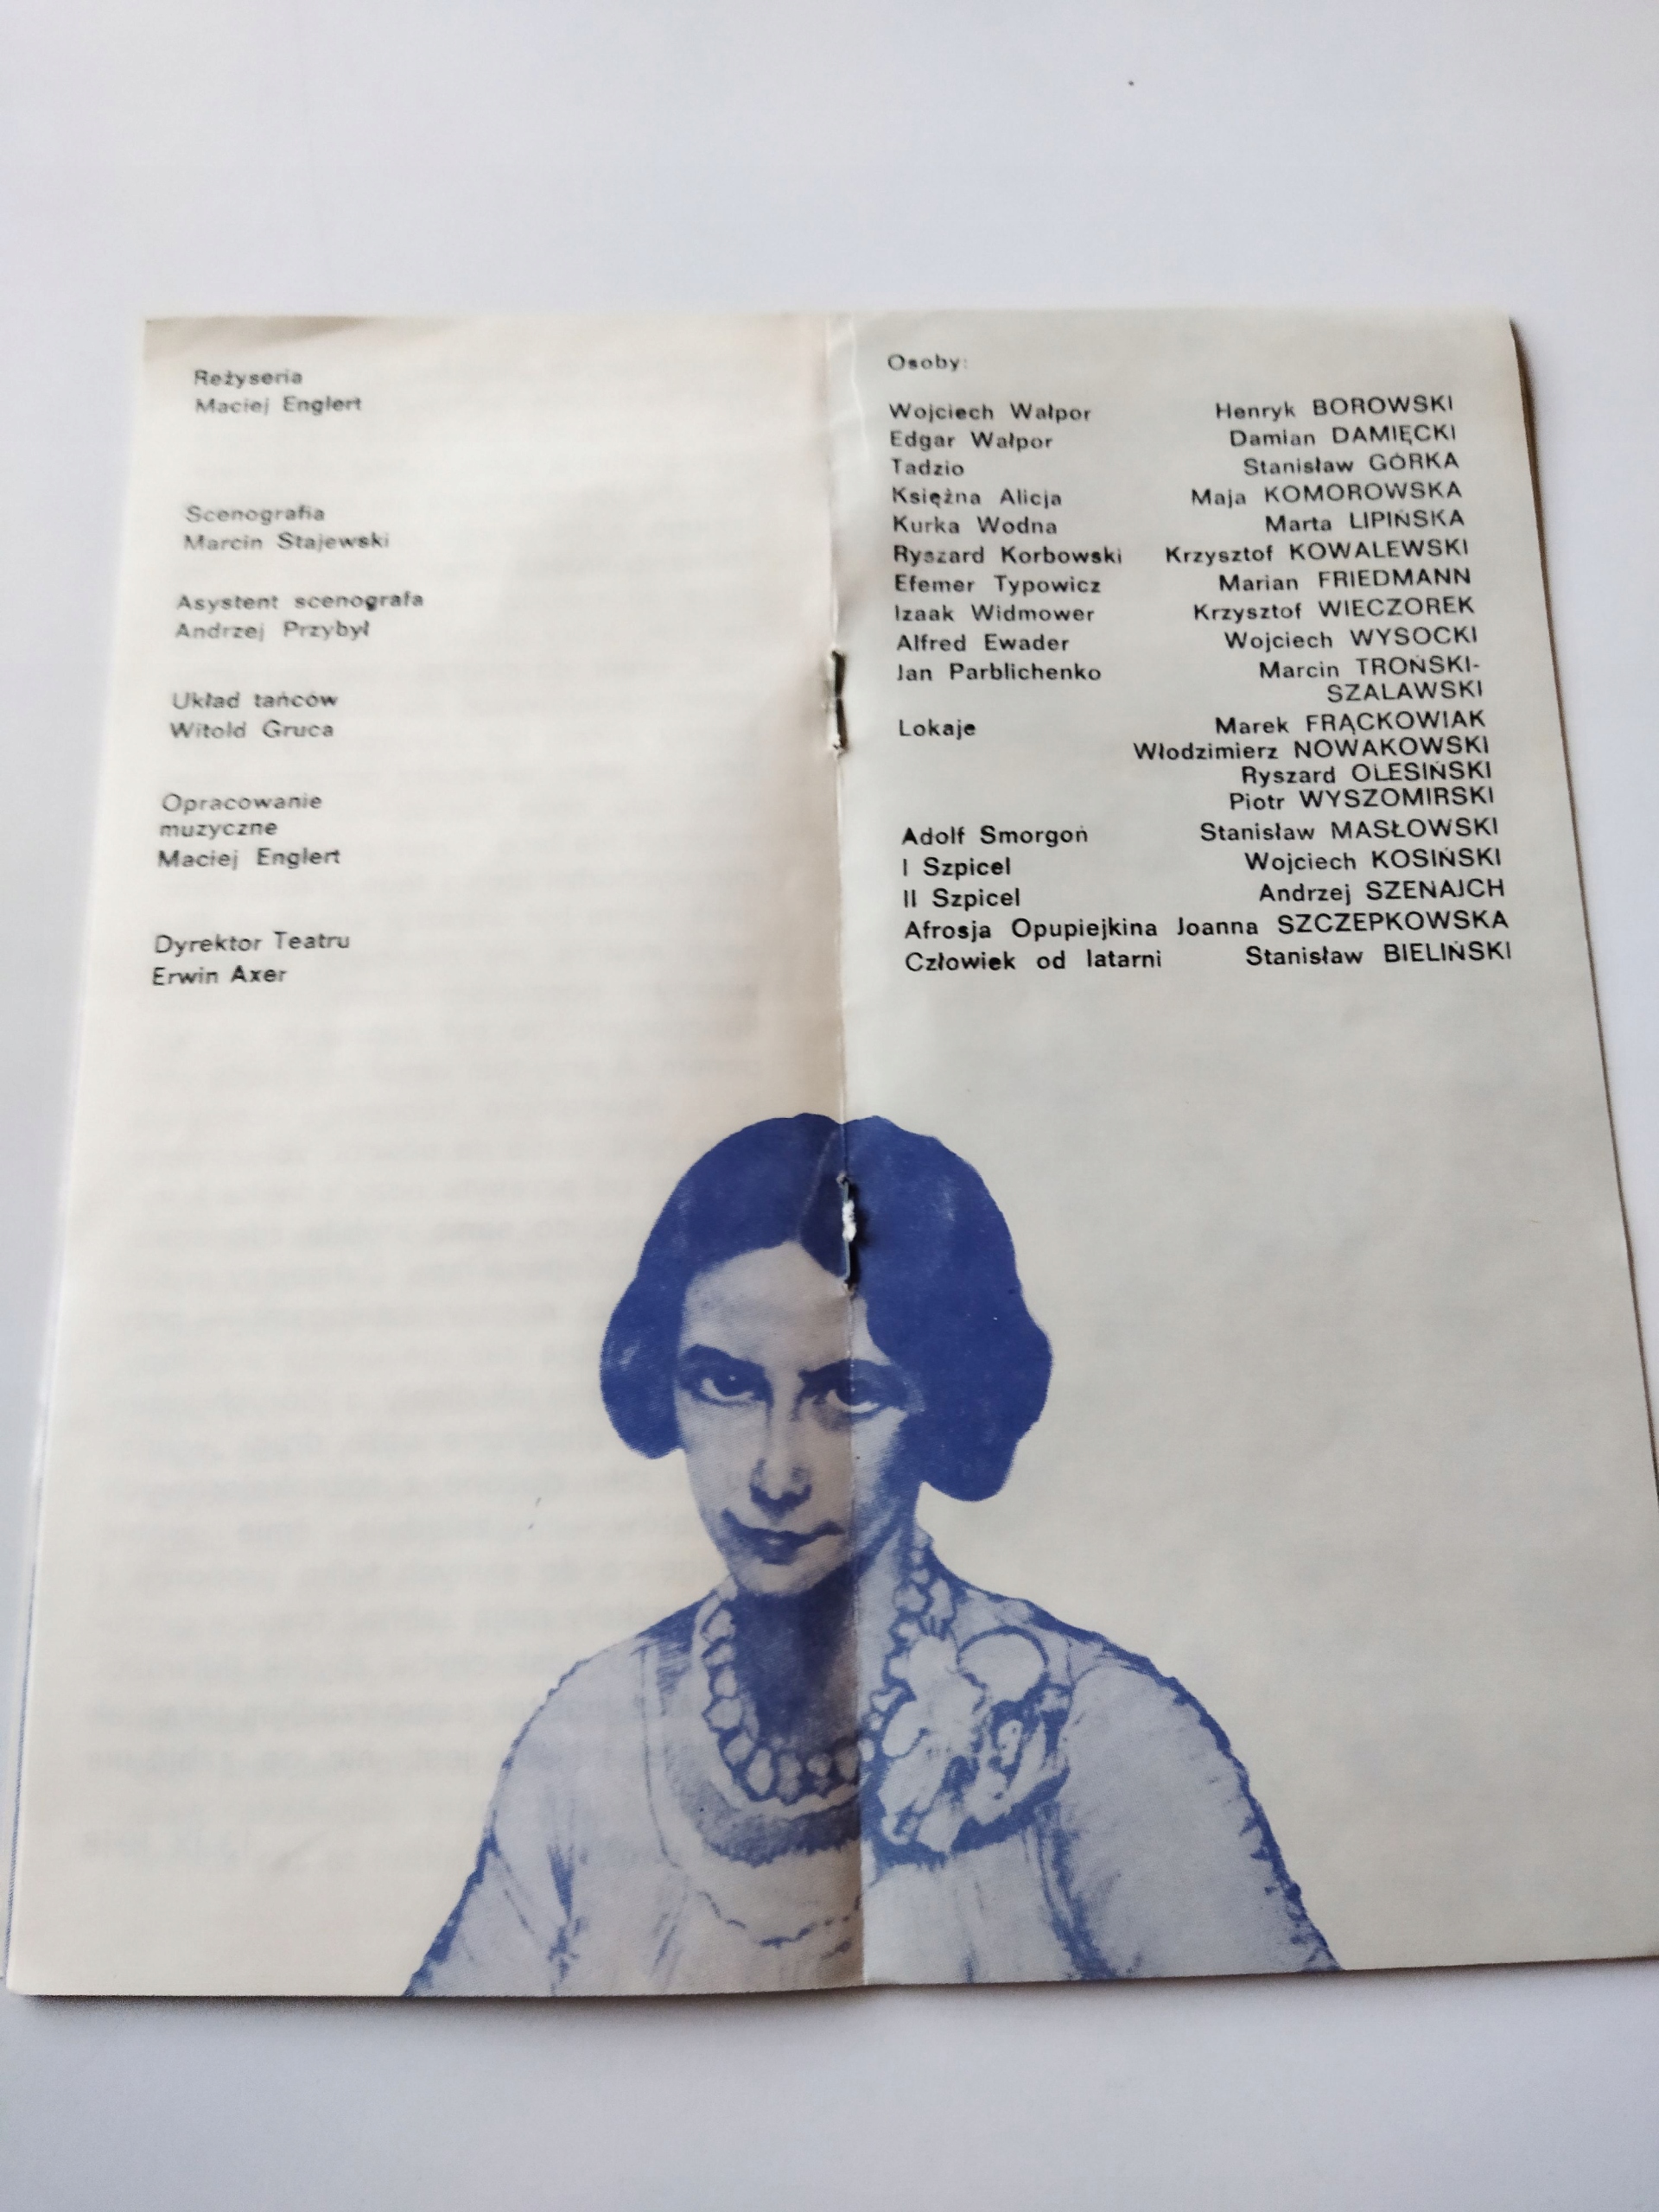 Reżyseria
Maciej Englert
Scenografia
Marcin Stajewski
Asystent scenografa
Andrzej Przybył
Układ tańców
Witold Gruca
Opracowanie
muzyczne
Maciej Englert
Dyrektor Teatru
Erwin Axer
Osoby:
Wojciech Wałpor Henryk BOROWSKI
Edgar Wałpor Damian DAMIĘCKI
Tadzio Stanisław GÓRKA
Księżna Alicja Maja KOMOROWSKA
Kurka Wodna Marta LIPIŃSKA
Ryszard Korbowski Krzysztof KOWALEWSKI
Efemer Typowicz Marian FRIEDMANN
Izaak Widmower Krzysztof WIECZOREK
Alfred Ewader Wojciech WYSOCKI
Jan Parblichenko Marcin TROŃSKI-
SZALAWSKI
Lokaje Marek FRĄCKOWIAK
Włodzimierz NOWAKOWSKI
Ryszard OLESIŃSKI
Piotr WYSZOMIRSKI
Adolf Smorgoń Stanisław MASŁOWSKI
I Szpicel Wojciech KOSIŃSKI
II Szpicel Andrzej SZENAJCH
Afrosja Opupiejkina Joanna SZCZEPKOWSKA
Człowiek od latarni Stanisław BIELIŃSKI